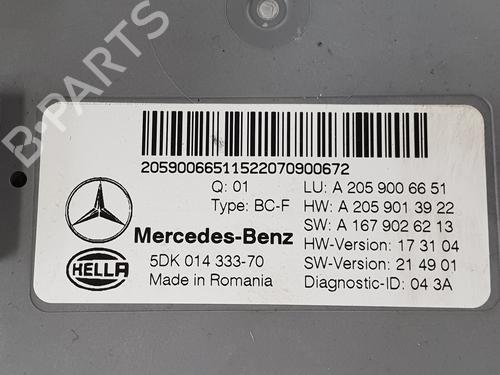 B-PARTS
20590066511522070900672
Q: 01
LU: A 205 900 66 51
Type: BC-F
HW: A 205 901 39 22
SW: A 167 902 62 13
Mercedes-Benz
HW-Version: 17 31 04
5DK 014 333-70
SW-Version: 21 49 01
HELLA
Made in Romania
Diagnostic-ID: 04 3A